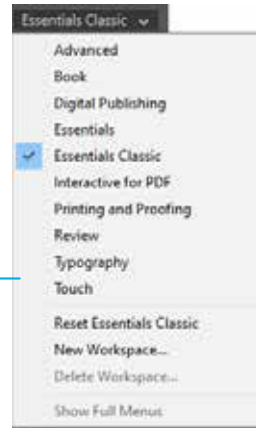 Essentials Classic
Advanced
Book
Digital Publishing
Essentials
Essentials Classic
Interactive for PDF
Printing and Proofing
Review
Typography
Touch
Reset Essentials Classic
New Workspace...
Delete Workspace...
Show Full Menus